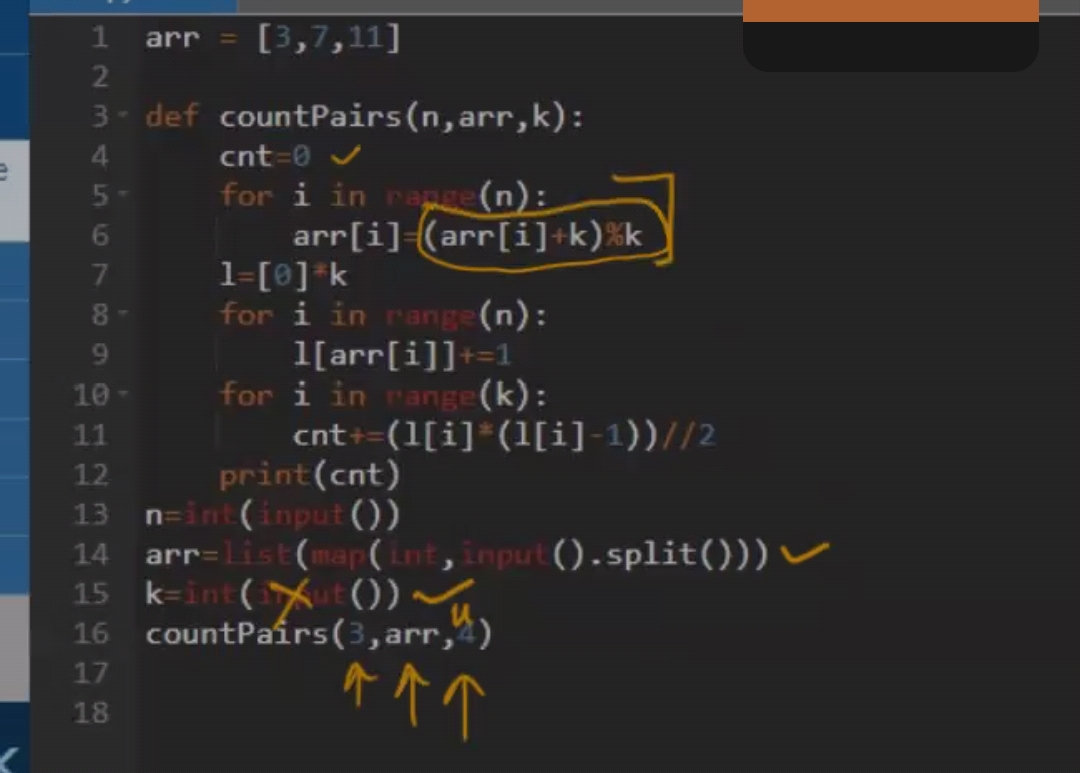 1 arr = [3,7,11]
2
3 def countPairs(n,arr,k):
4 cnt=0
5 for i in range(n):
6 arr[i]=(arr[i]+k)%k
7 l=[0]*k
8 for i in range(n):
9 l[arr[i]]+=1
10 for i in range(k):
11 cnt+=(l[i]*(l[i]-1))//2
12 print(cnt)
13 n=int(input())
14 arr=list(map(int,input().split()))
15 k=int(input())
16 countPairs(3,arr,4)
17
18